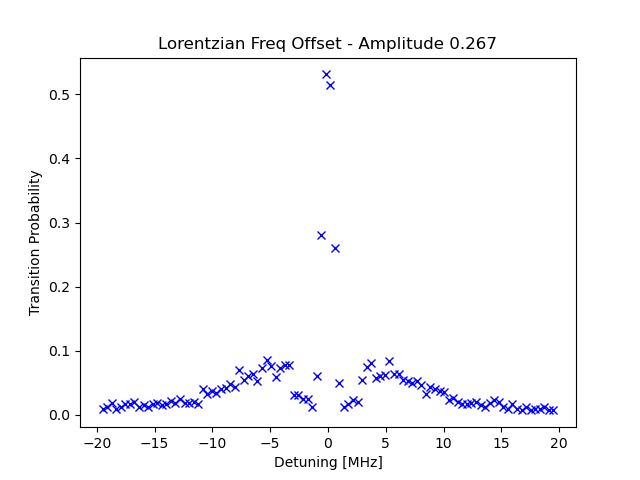 Lorentzian Freq Offset - Amplitude 0.267
Transition Probability
0.5
0.4
0.3
0.2
0.1
0.0
−20 −15 −10 −5 0 5 10 15 20
Detuning [MHz]